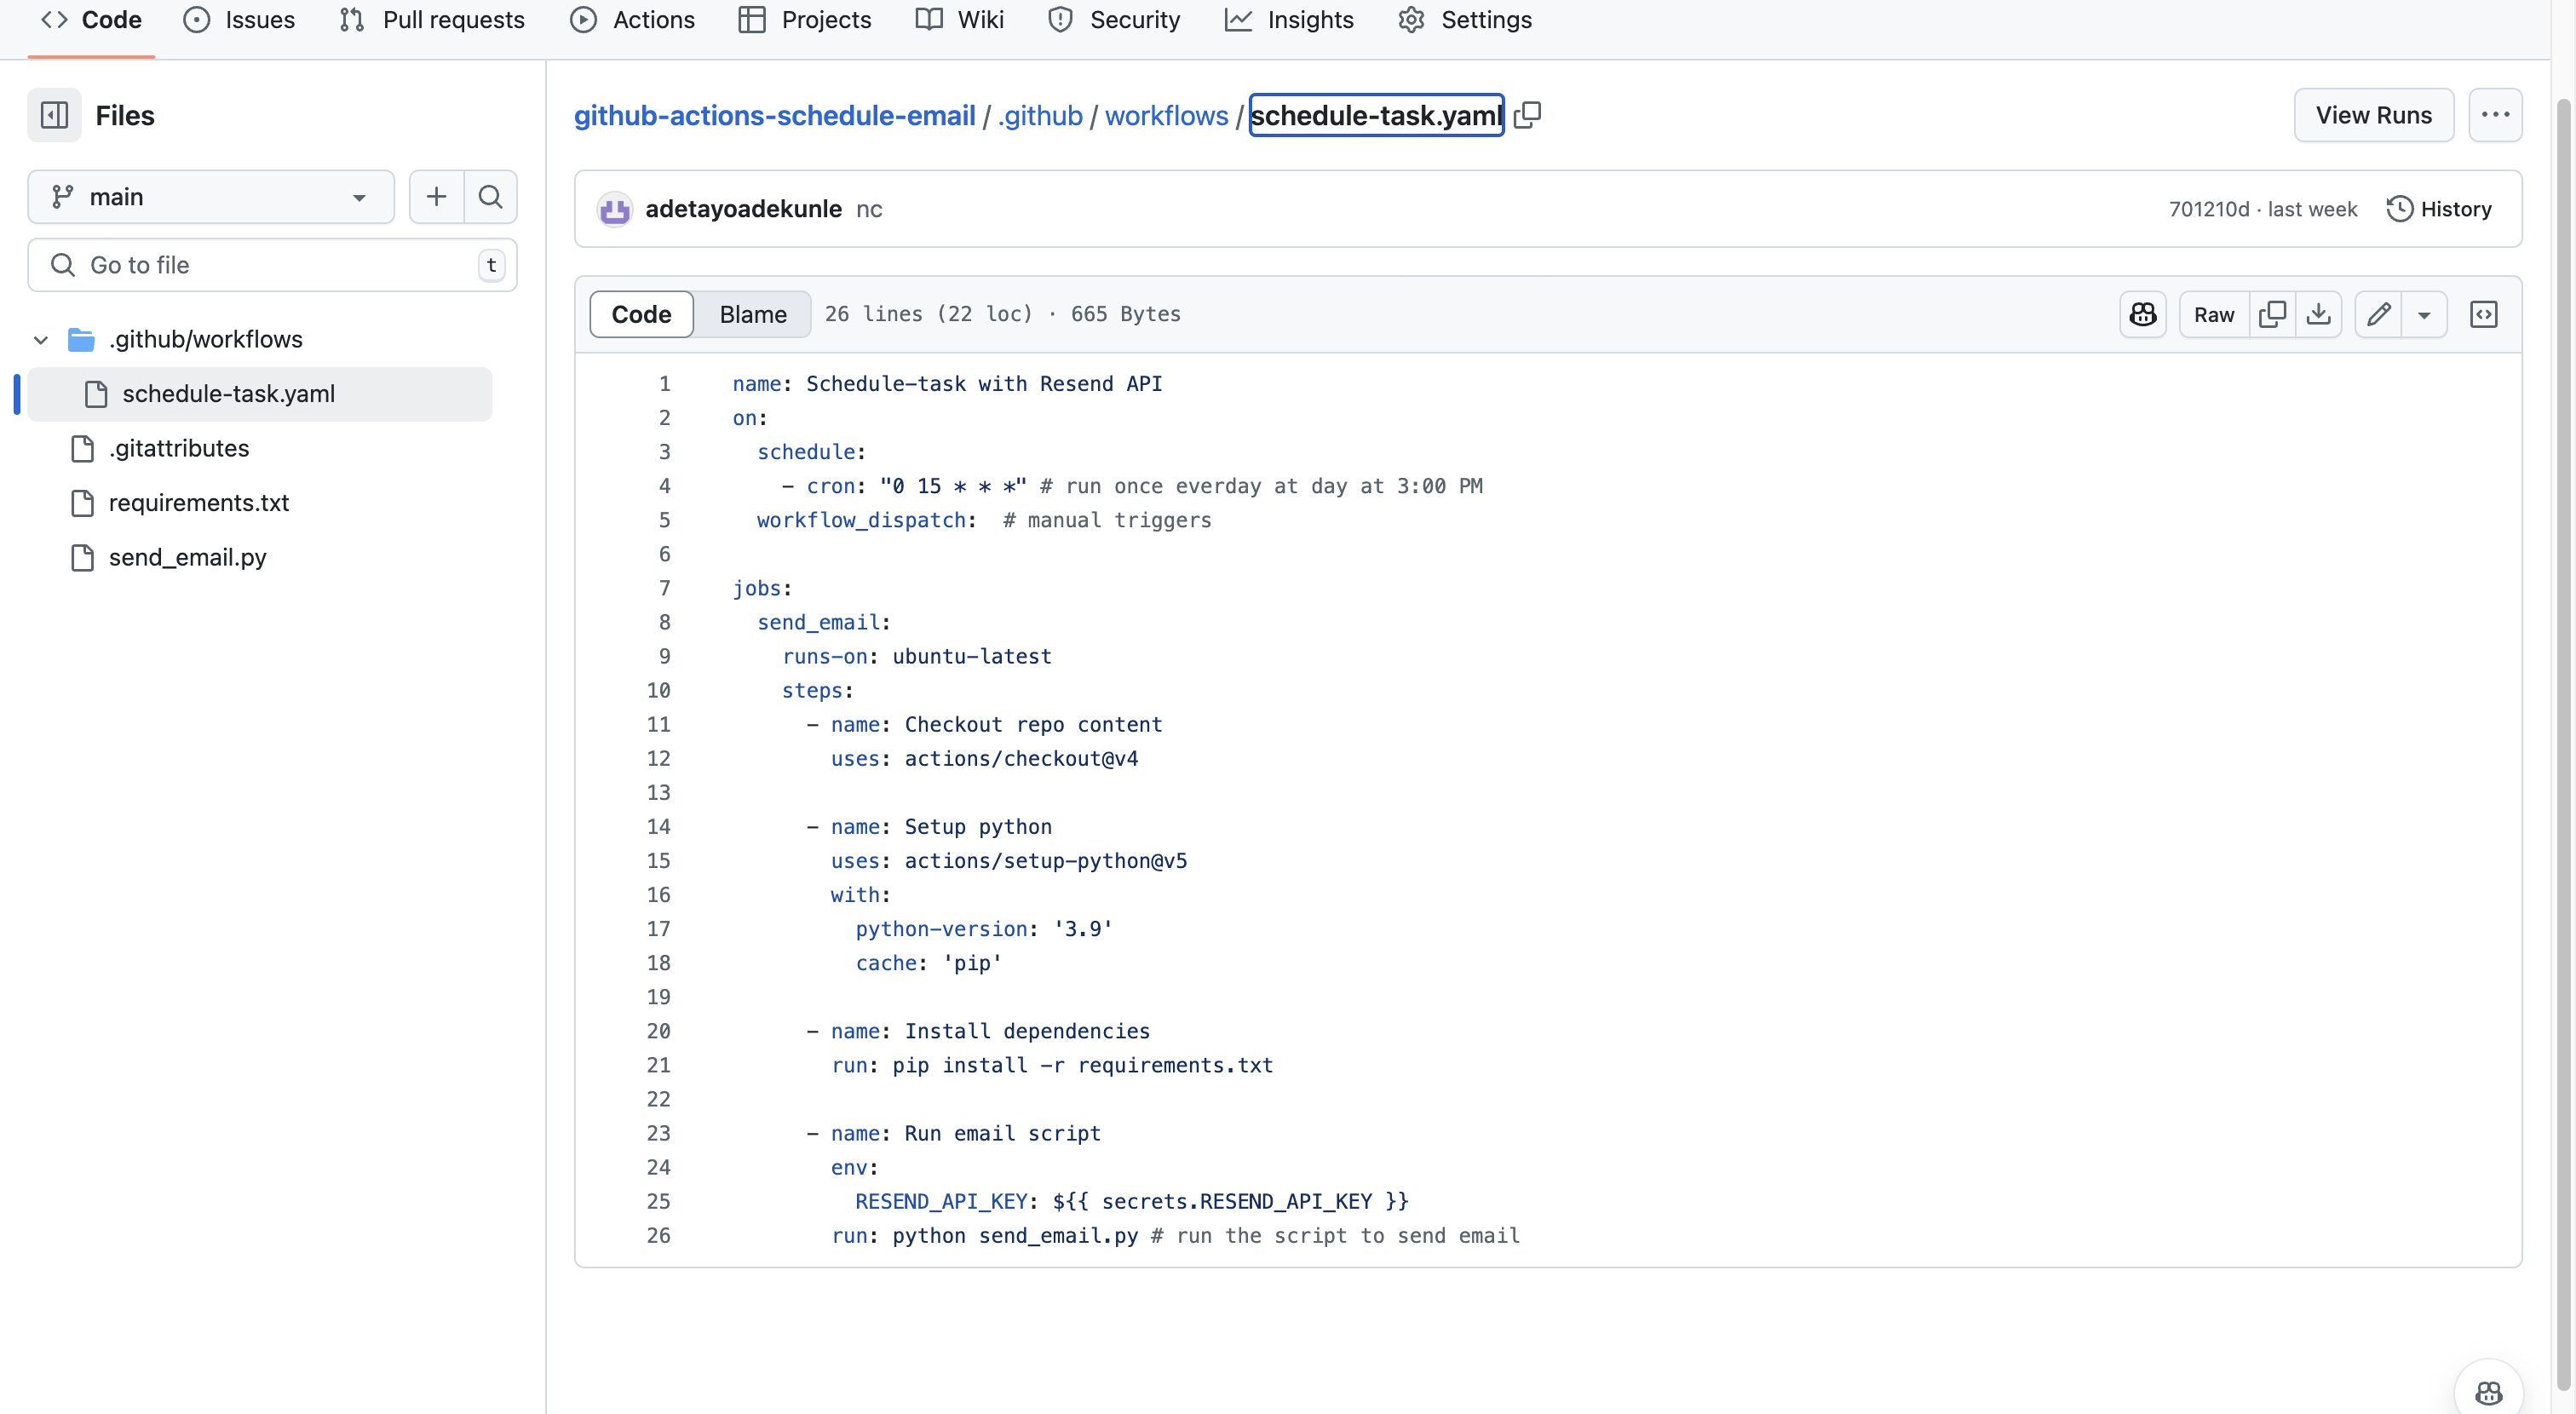 Code Issues Pull requests Actions Projects Wiki Security Insights Settings
Files
main
Go to file t
.github/workflows
schedule-task.yaml
.gitattributes
requirements.txt
send_email.py
github-actions-schedule-email / .github / workflows / schedule-task.yaml
View Runs
adetayoadekunle nc
701210d · last week History
Code Blame 26 lines (22 loc) · 665 Bytes
Raw
1 name: Schedule-task with Resend API
2 on:
3   schedule:
4     - cron: "0 15 * * *" # run once everday at day at 3:00 PM
5   workflow_dispatch:  # manual triggers
6
7 jobs:
8   send_email:
9     runs-on: ubuntu-latest
10     steps:
11       - name: Checkout repo content
12         uses: actions/checkout@v4
13
14       - name: Setup python
15         uses: actions/setup-python@v5
16         with:
17           python-version: '3.9'
18           cache: 'pip'
19
20       - name: Install dependencies
21         run: pip install -r requirements.txt
22
23       - name: Run email script
24         env:
25           RESEND_API_KEY: ${{ secrets.RESEND_API_KEY }}
26         run: python send_email.py # run the script to send email